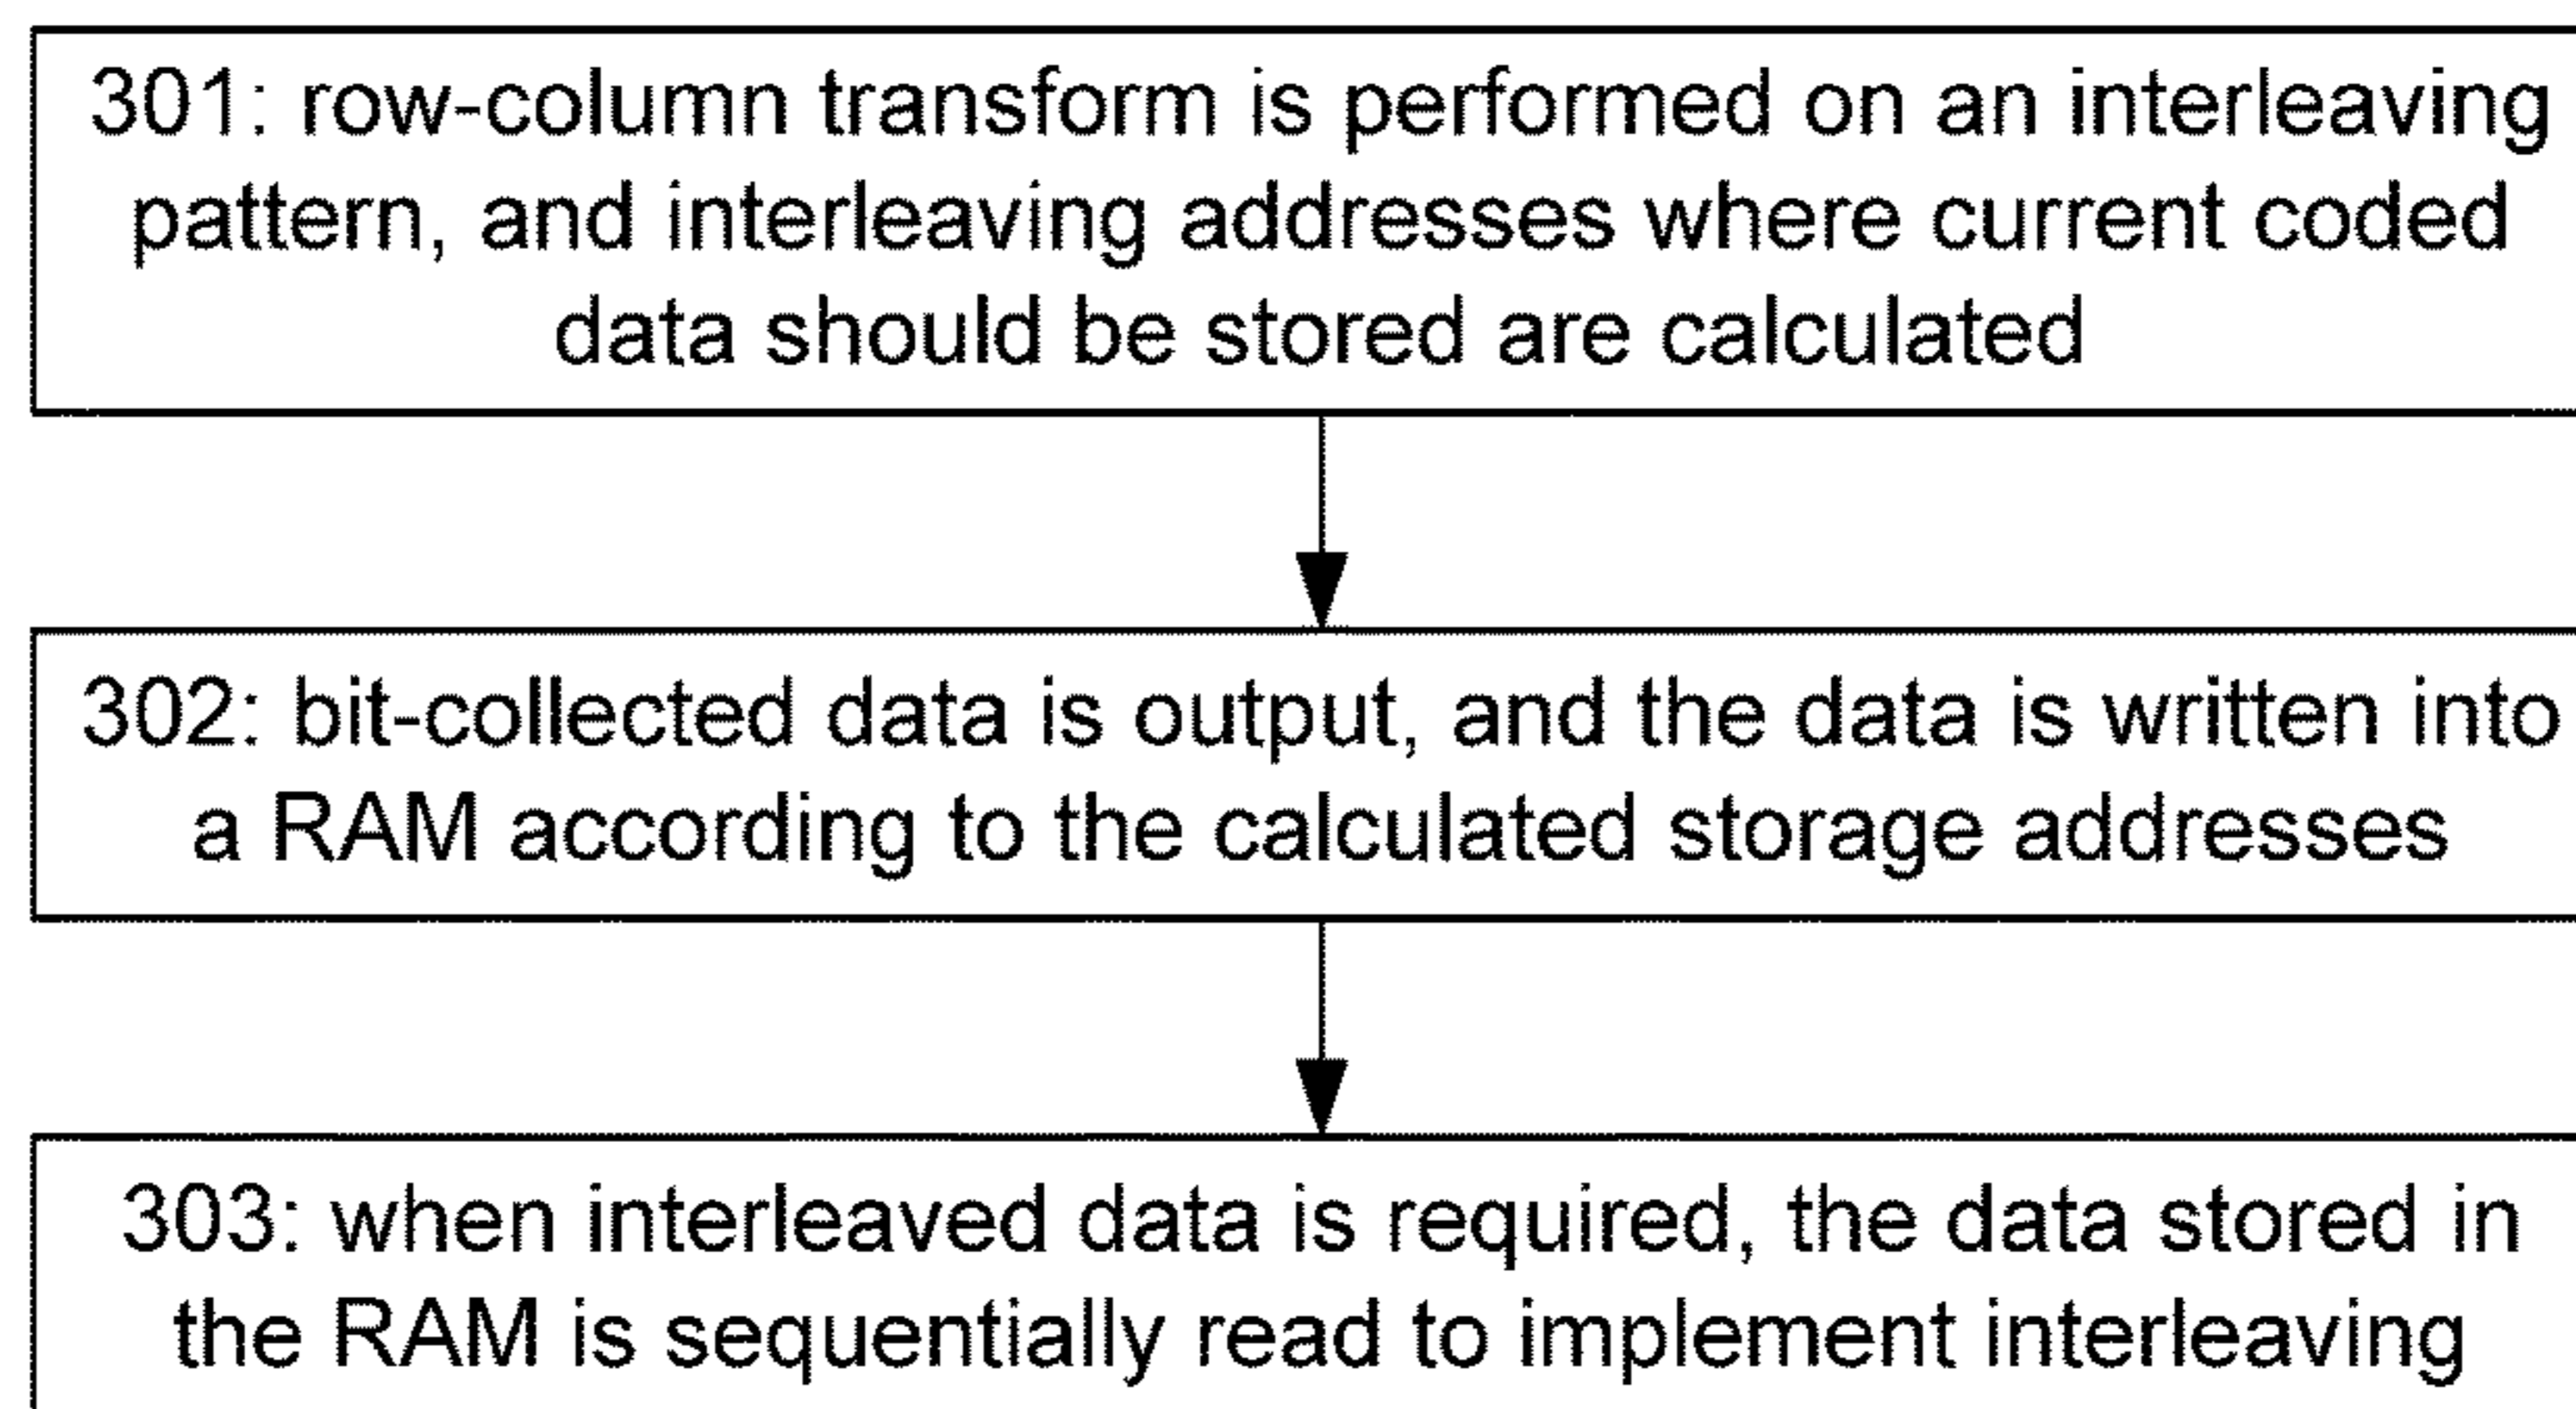 301: row-column transform is performed on an interleaving
pattern, and interleaving addresses where current coded
data should be stored are calculated
302: bit-collected data is output, and the data is written into
a RAM according to the calculated storage addresses
303: when interleaved data is required, the data stored in
the RAM is sequentially read to implement interleaving